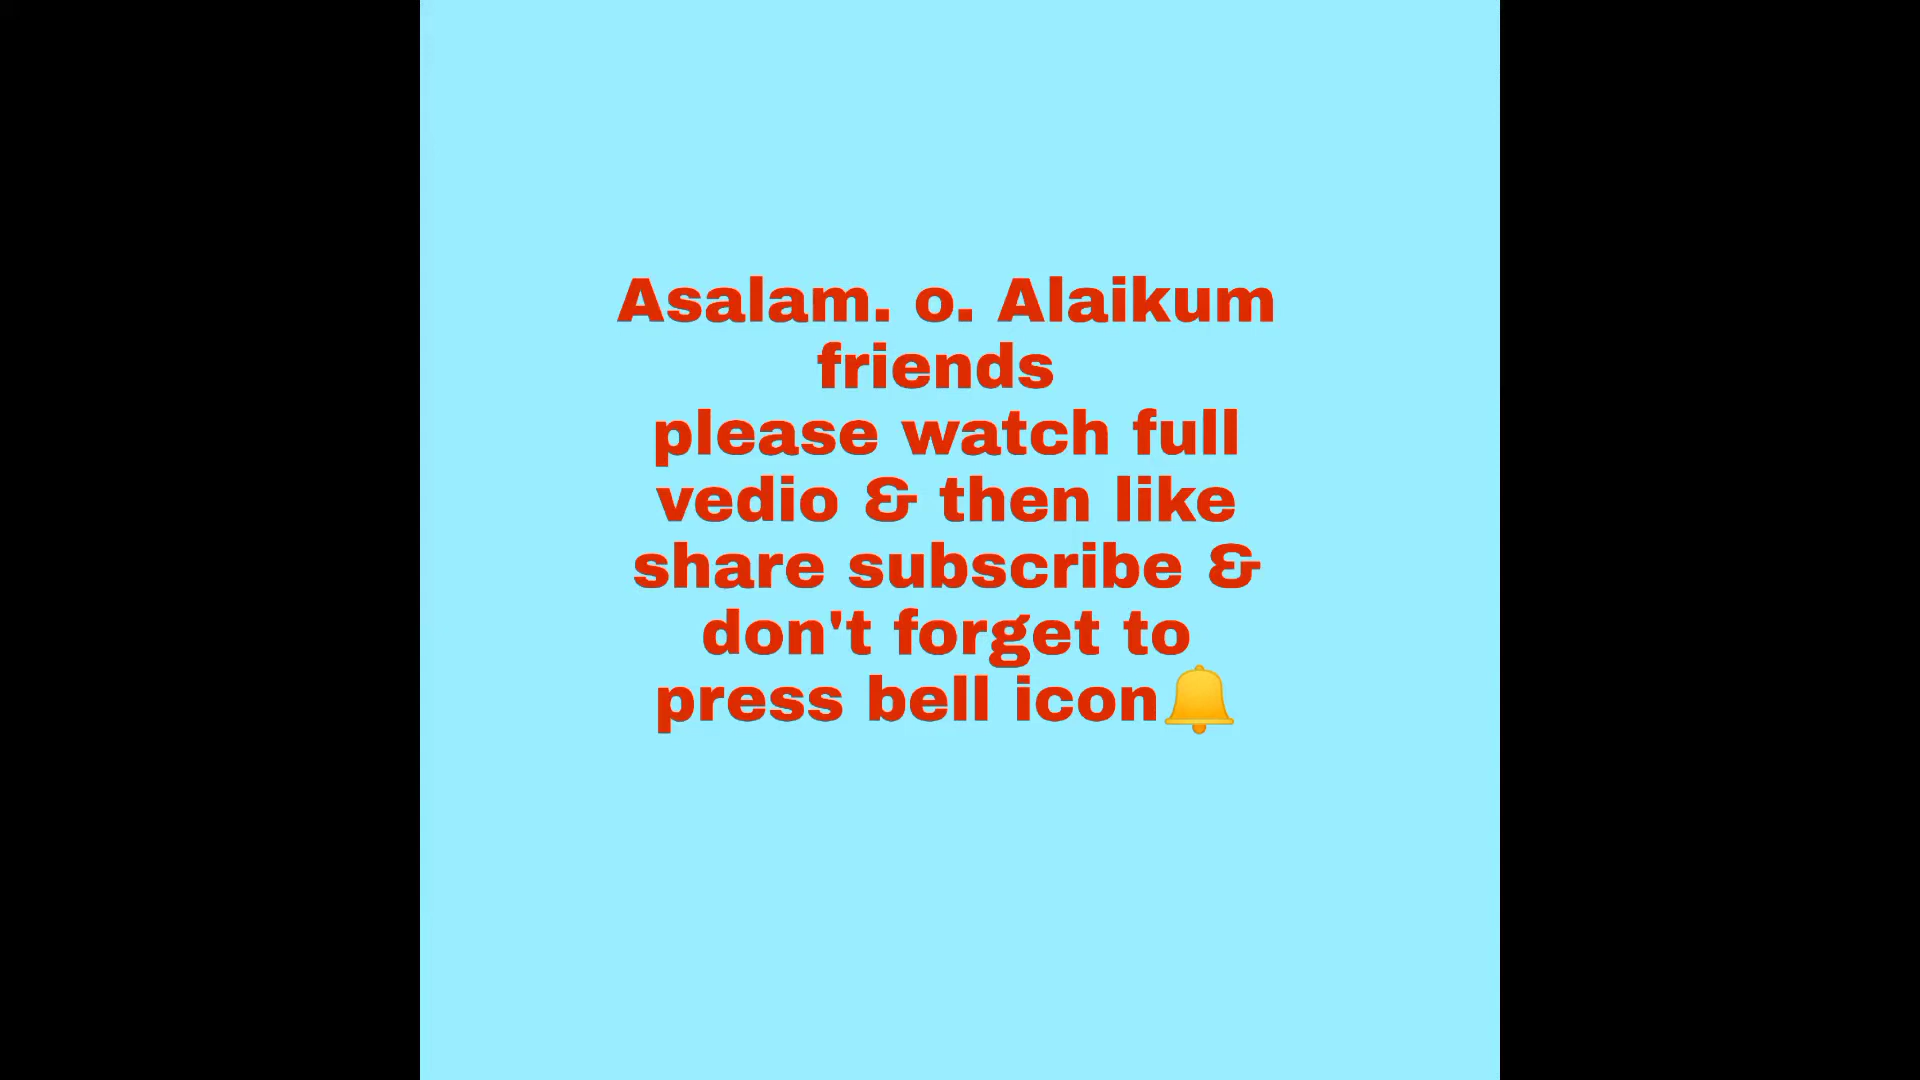 Asalam. o. Alaikum
friends
please watch full
vedio & then like
share subscribe &
don't forget to
press bell icon🔔